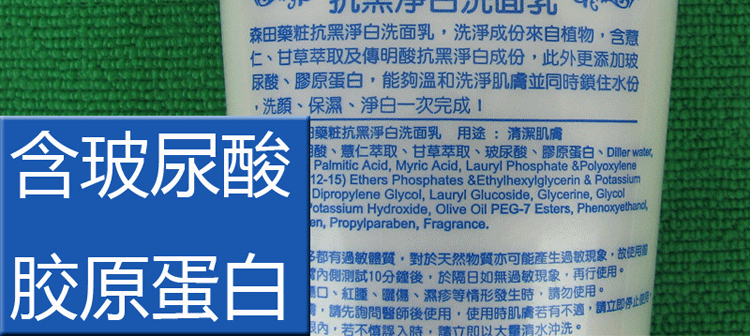 抗黑淨白洗面乳
森田藥粧抗黑淨白洗面乳，洗淨成份來自植物，含薏
仁、甘草萃取及傳明酸抗黑淨白成份，此外更添加玻
尿酸、膠原蛋白，能夠溫和洗淨肌膚並同時鎖住水份
，洗顏、保濕、淨白一次完成！
田藥粧抗黑淨白洗面乳 用途：清潔肌膚
酸、薏仁萃取、甘草萃取、玻尿酸、膠原蛋白、Diller water,
Palmitic Acid, Myric Acid, Lauryl Phosphate &Polyoxylene
12-15) Ethers Phosphates &Ethylhexylglycerin & Potassium
Dipropylene Glycol, Lauryl Glucoside, Glycerine, Glycol
Potassium Hydroxide, Olive Oil PEG-7 Esters, Phenoxyethanol,
en, Propylparaben, Fragrance.
都有過敏體質，對於天然物質亦可能產生過敏現象，故使用前
內側測試10分鐘後，於隔日如無過敏現象，再行使用。
傷口、紅腫、曬傷、濕疹等情形發生時，請勿使用。
，請先詢問醫師後使用，使用時肌膚若有不適，請立即停止使用
眼內，若不慎誤入時，請立即以大量清水沖洗。
含玻尿酸
胶原蛋白